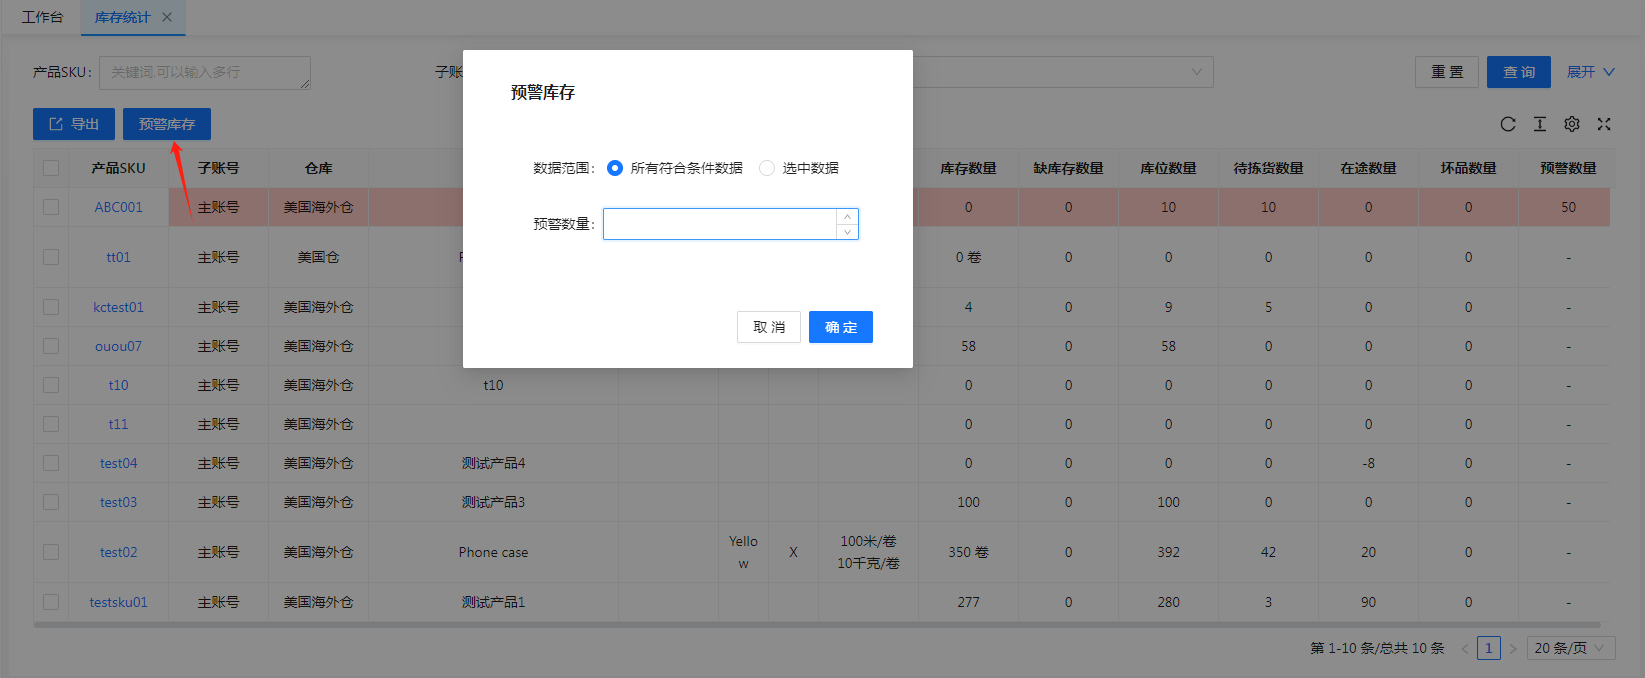 工作台 库存统计
产品SKU： 关键词,可以输入多行 子账 重 置 查 询 展开
导出 预警库存
预警库存
数据范围： 所有符合条件数据 选中数据
预警数量：
取 消 确 定
产品SKU 子账号 仓库 库存数量 缺库存数量 库位数量 待拣货数量 在途数量 坏品数量 预警数量
ABC001 主账号 美国海外仓 0 0 10 10 0 0 50
tt01 主账号 美国仓 0 卷 0 0 0 0 0 -
kctest01 主账号 美国海外仓 4 0 9 5 0 0 -
ouou07 主账号 美国海外仓 58 0 58 0 0 0 -
t10 主账号 美国海外仓 t10 0 0 0 0 0 0 -
t11 主账号 美国海外仓 0 0 0 0 0 0 -
test04 主账号 美国海外仓 测试产品4 0 0 0 0 -8 0 -
test03 主账号 美国海外仓 测试产品3 100 0 100 0 0 0 -
test02 主账号 美国海外仓 Phone case Yello X 100米/卷 350 卷 0 392 42 20 0 -
w 10千克/卷
testsku01 主账号 美国海外仓 测试产品1 277 0 280 3 90 0 -
第 1-10 条/总共 10 条 < 1 > 20 条/页